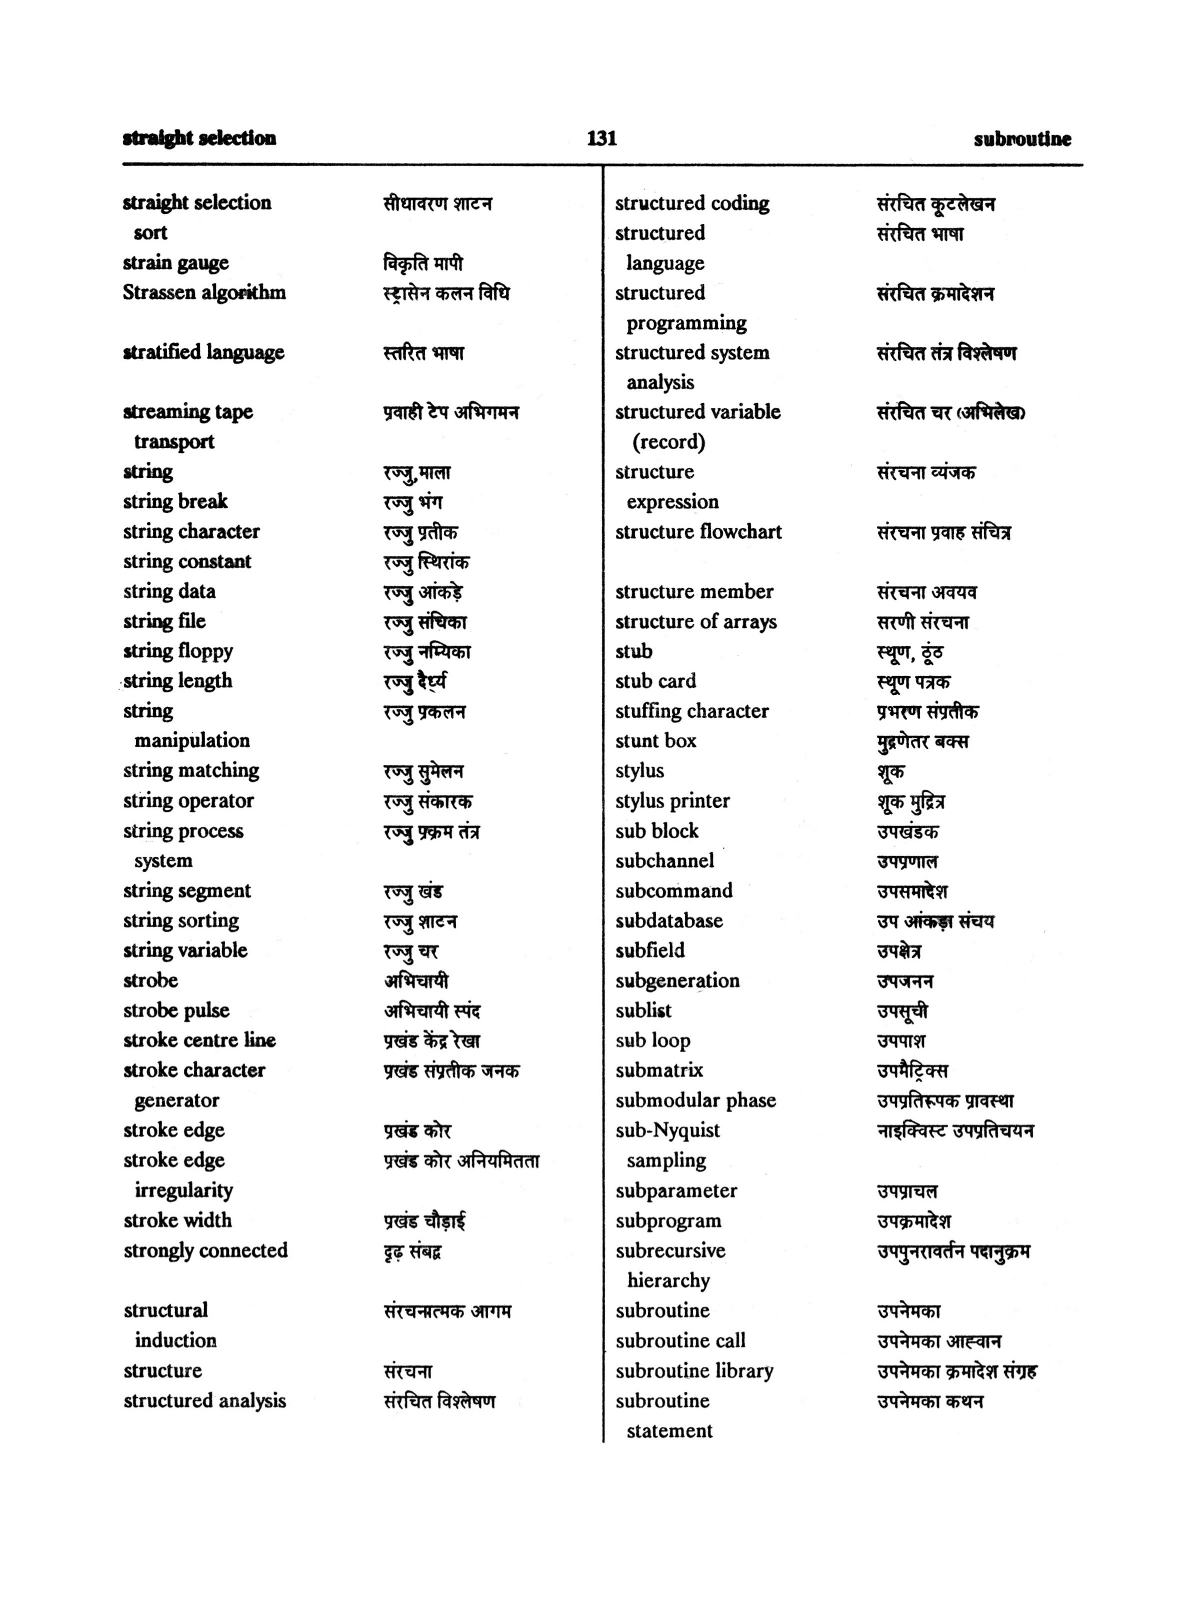 straight selection 131 subroutine
straight selection सीधावरण शाटन
sort
strain gauge विकृति मापी
Strassen algorithm स्ट्रासेन कलन विधि
stratified language स्तरित भाषा
streaming tape प्रवाही टेप अभिगमन
transport
string रज्जु,माला
string break रज्जु भंग
string character रज्जु प्रतीक
string constant रज्जु स्थिरांक
string data रज्जु आंकड़े
string file रज्जु संचिका
string floppy रज्जु नम्यिका
string length रज्जु दैर्ध्य
string रज्जु प्रकलन
manipulation
string matching रज्जु सुमेलन
string operator रज्जु संकारक
string process रज्जु प्रक्रम तंत्र
system
string segment रज्जु खंड
string sorting रज्जु शाटन
string variable रज्जु चर
strobe अभिचायी
strobe pulse अभिचायी स्पंद
stroke centre line प्रखंड केंद्र रेखा
stroke character प्रखंड संप्रतीक जनक
generator
stroke edge प्रखंड कोर
stroke edge प्रखंड कोर अनियमितता
irregularity
stroke width प्रखंड चौड़ाई
strongly connected दृढ़ संबद्ध
structural संरचनात्मक आगम
induction
structure संरचना
structured analysis संरचित विश्लेषण
structured coding संरचित कूटलेखन
structured संरचित भाषा
language
structured संरचित क्रमादेशन
programming
structured system संरचित तंत्र विश्लेषण
analysis
structured variable संरचित चर (अभिलेख)
(record)
structure संरचना व्यंजक
expression
structure flowchart संरचना प्रवाह संचित्र
structure member संरचना अवयव
structure of arrays सरणी संरचना
stub स्थूण, ठूंठ
stub card स्थूण पत्रक
stuffing character प्रभरण संप्रतीक
stunt box मुद्रणेतर बक्स
stylus शूक
stylus printer शूक मुद्रित्र
sub block उपखंडक
subchannel उपप्रणाल
subcommand उपसमादेश
subdatabase उप आंकड़ा संचय
subfield उपक्षेत्र
subgeneration उपजनन
sublist उपसूची
sub loop उपपाश
submatrix उपमैट्रिक्स
submodular phase उपप्रतिरूपक प्रावस्था
sub-Nyquist नाइक्विस्ट उपप्रतिचयन
sampling
subparameter उपप्राचल
subprogram उपक्रमादेश
subrecursive उपपुनरावर्तन पदानुक्रम
hierarchy
subroutine उपनेमका
subroutine call उपनेमका आह्वान
subroutine library उपनेमका क्रमादेश संग्रह
subroutine उपनेमका कथन
statement